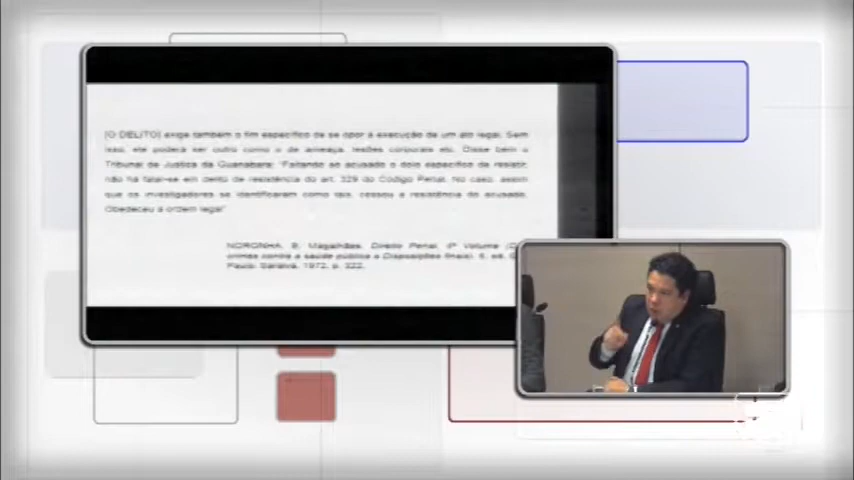 [O DELITO] exige também o fim específico de se opor à execução de um ato legal. Sem
isso, ele poderá ser outro como o de ameaça, lesões corporais etc. Disse bem o
Tribunal de Justiça da Guanabara: "Faltando ao acusado o dolo específico de resistir,
não há falar-se em delito de resistência do art. 329 do Código Penal. No caso, assim
que os investigadores se identificaram como tais, cessou a resistência do acusado.
Obedeceu à ordem legal"
NORONHA, E. Magalhães. Direito Penal. 4º Volume
crimes contra a saúde pública a Disposições finais). 5. ed.
Paulo: Saraiva, 1972, p. 322.